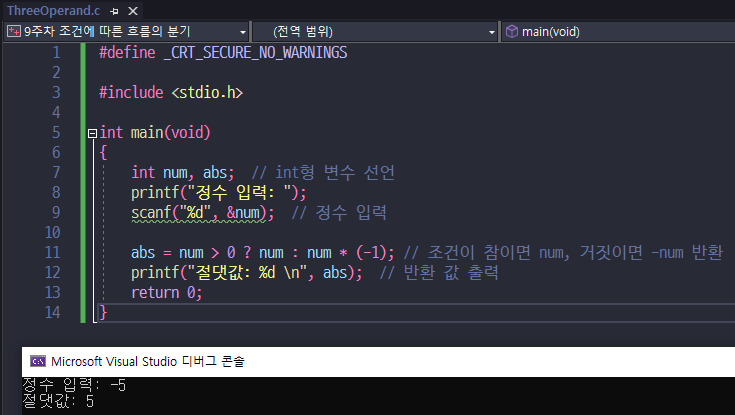 ThreeOperand.c
9주차 조건에 따른 흐름의 분기 (전역 범위) main(void)
1 #define _CRT_SECURE_NO_WARNINGS
2
3 #include <stdio.h>
4
5 int main(void)
6 {
7 int num, abs; // int형 변수 선언
8 printf("정수 입력: ");
9 scanf("%d", &num); // 정수 입력
10
11 abs = num > 0 ? num : num * (-1); // 조건이 참이면 num, 거짓이면 -num 반환
12 printf("절댓값: %d \n", abs); // 반환 값 출력
13 return 0;
14 }
C:\ Microsoft Visual Studio 디버그 콘솔
정수 입력: -5
절댓값: 5